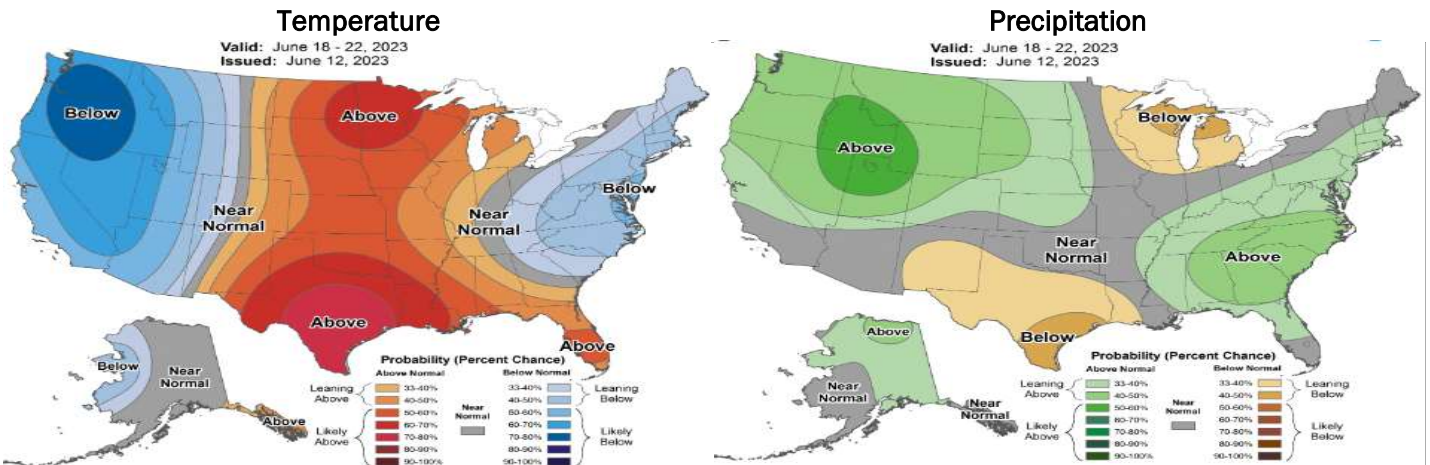 Temperature
Valid: June 18 - 22, 2023
Issued: June 12, 2023
Below
Above
Below
Near
Normal
Near
Normal
Above
Above
Below
Near
Normal
Above
Probability (Percent Chance)
Above Normal
Below Normal
Leaning
Above
33-40%
40-50%
50-60%
60-70%
70-80%
80-90%
90-100%
Likely
Above
Near
Normal
33-40%
40-50%
50-60%
60-70%
70-80%
80-90%
90-100%
Leaning
Below
Likely
Below
Precipitation
Valid: June 18 - 22, 2023
Issued: June 12, 2023
Above
Below
Near
Normal
Above
Below
Above
Near
Normal
Near
Normal
Probability (Percent Chance)
Above Normal
Below Normal
Leaning
Above
33-40%
40-50%
50-60%
60-70%
70-80%
80-90%
90-100%
Likely
Above
Near
Normal
33-40%
40-50%
50-60%
60-70%
70-80%
80-90%
90-100%
Leaning
Below
Likely
Below